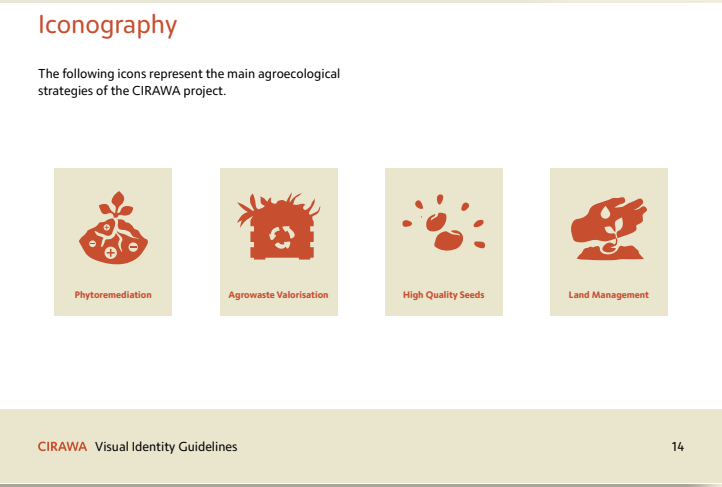 Iconography
The following icons represent the main agroecological
strategies of the CIRAWA project.
Phytoremediation
Agrowaste Valorisation
High Quality Seeds
Land Management
CIRAWA Visual Identity Guidelines
14